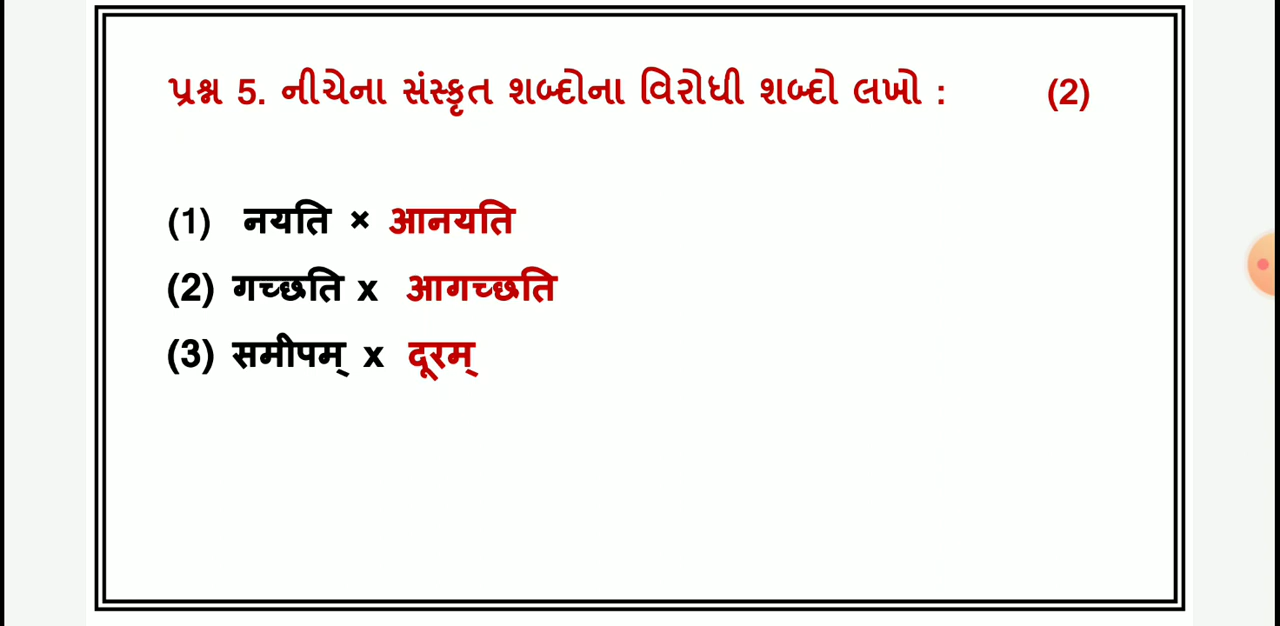 પ્રશ્ન 5. નીચેના સંસ્કૃત શબ્દોના વિરોધી શબ્દો લખો : (2)
(1) नयति × आनयति
(2) गच्छति x आगच्छति
(3) समीपम् x दूरम्